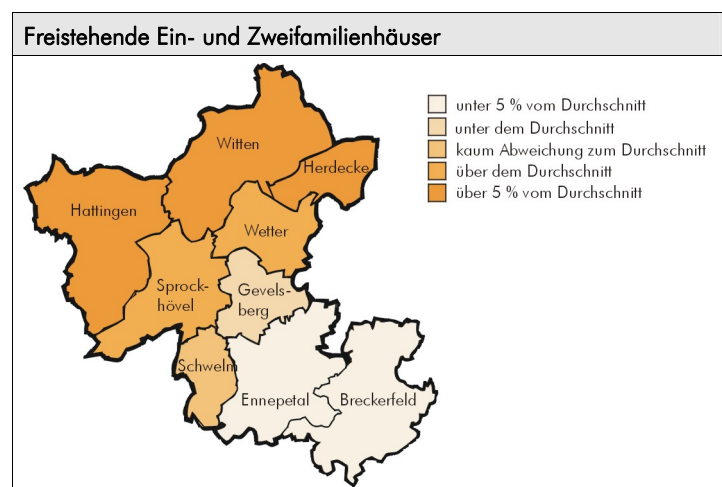 Freistehende Ein- und Zweifamilienhäuser
unter 5 % vom Durchschnitt
unter dem Durchschnitt
kaum Abweichung zum Durchschnitt
über dem Durchschnitt
über 5 % vom Durchschnitt
Witten
Herdecke
Hattingen
Wetter
Sprock-
hövel
Gevels-
berg
Schwelm
Ennepetal
Breckerfeld